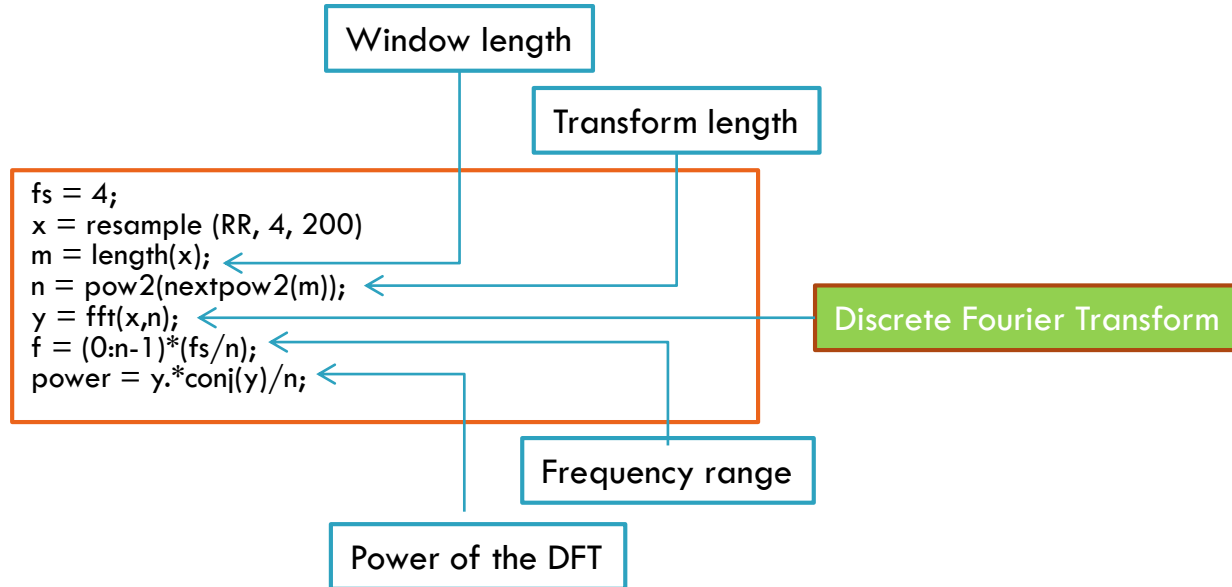 Window length
Transform length
fs = 4;
x = resample (RR, 4, 200)
m = length(x);
n = pow2(nextpow2(m));
y = fft(x,n);
f = (0:n-1)*(fs/n);
power = y.*conj(y)/n;
Discrete Fourier Transform
Frequency range
Power of the DFT